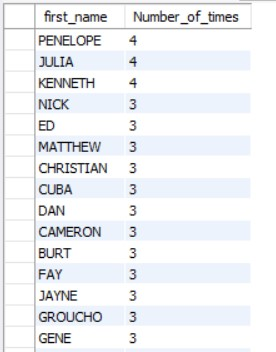 first_name Number_of_times
PENELOPE 4
JULIA 4
KENNETH 4
NICK 3
ED 3
MATTHEW 3
CHRISTIAN 3
CUBA 3
DAN 3
CAMERON 3
BURT 3
FAY 3
JAYNE 3
GROUCHO 3
GENE 3